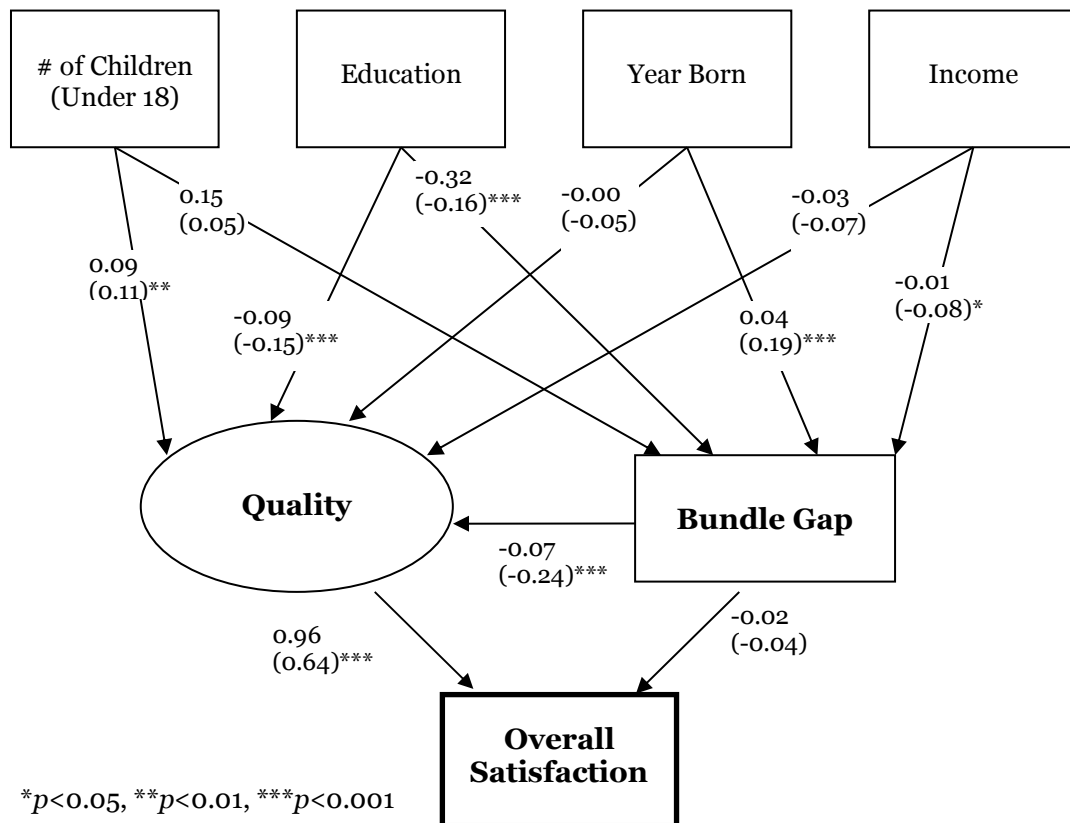 # of Children
(Under 18)
Education
Year Born
Income
0.15
(0.05)
-0.32
(-0.16)***
-0.00
(-0.05)
-0.03
(-0.07)
0.09
(0.11)**
-0.09
(-0.15)***
0.04
(0.19)***
-0.01
(-0.08)*
Quality
Bundle Gap
-0.07
(-0.24)***
0.96
(0.64)***
-0.02
(-0.04)
Overall
Satisfaction
*p<0.05, **p<0.01, ***p<0.001